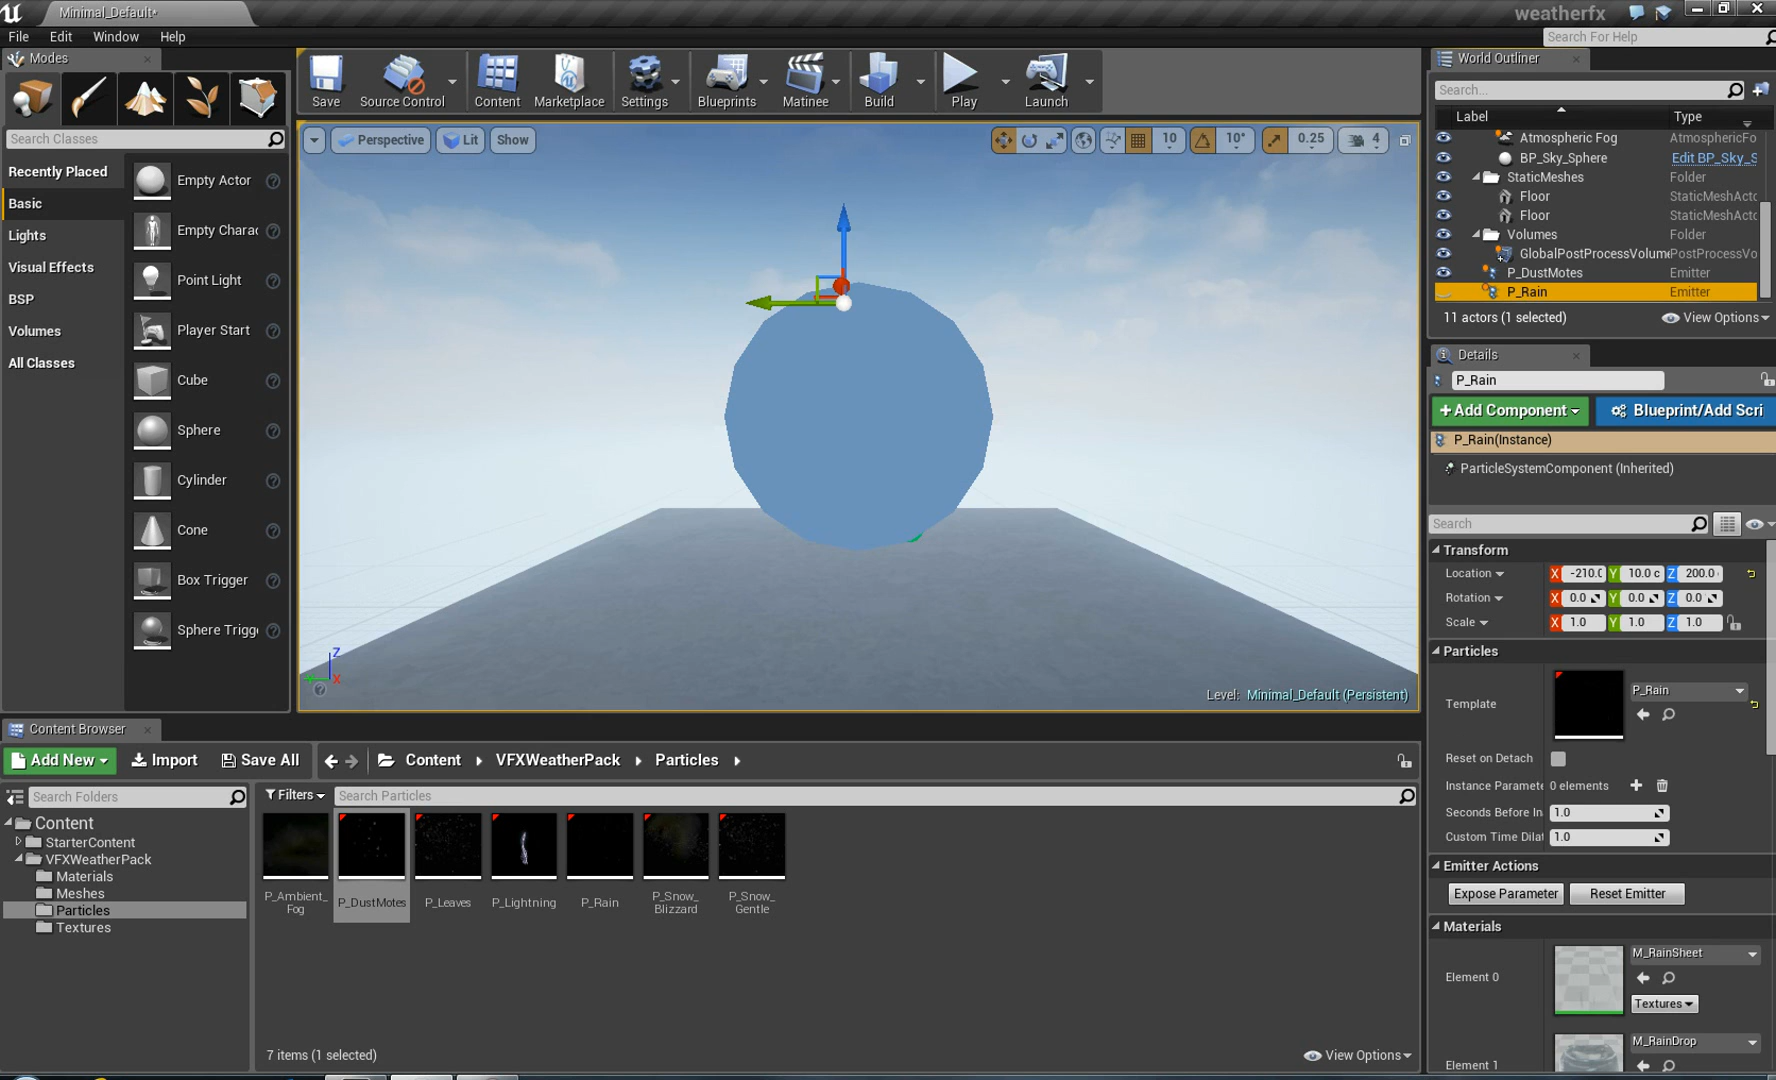 Minimal_Default*
weatherfx
File
Edit
Window
Help
Search For Help
Modes
Search Classes
Recently Placed
Basic
Lights
Visual Effects
BSP
Volumes
All Classes
Empty Actor
Empty Charac
Point Light
Player Start
Cube
Sphere
Cylinder
Cone
Box Trigger
Sphere Trigge
Save
Source Control
Content
Marketplace
Settings
Blueprints
Matinee
Build
Play
Launch
Perspective
Lit
Show
10
10°
0.25
4
Z
X
Level: Minimal_Default (Persistent)
World Outliner
Search...
Label
Type
Atmospheric Fog AtmosphericFo
BP_Sky_Sphere Edit BP_Sky_S
StaticMeshes Folder
Floor StaticMeshActo
Floor StaticMeshActo
Volumes Folder
GlobalPostProcessVolume PostProcessVo
P_DustMotes Emitter
P_Rain Emitter
11 actors (1 selected)
View Options
Details
P_Rain
+Add Component
Blueprint/Add Scri
P_Rain(Instance)
ParticleSystemComponent (Inherited)
Search
Transform
Location X -210.0 Y 10.0 c Z 200.0
Rotation X 0.0 Y 0.0 Z 0.0
Scale X 1.0 Y 1.0 Z 1.0
Particles
Template
P_Rain
Reset on Detach
Instance Paramete 0 elements
Seconds Before In 1.0
Custom Time Dilat 1.0
Emitter Actions
Expose Parameter
Reset Emitter
Materials
Element 0
M_RainSheet
Textures
Element 1
M_RainDrop
Content Browser
Add New
Import
Save All
Content
VFXWeatherPack
Particles
Search Folders
Content
StarterContent
VFXWeatherPack
Materials
Meshes
Particles
Textures
Filters
Search Particles
P_Ambient_
Fog
P_DustMotes
P_Leaves
P_Lightning
P_Rain
P_Snow_
Blizzard
P_Snow_
Gentle
7 items (1 selected)
View Options